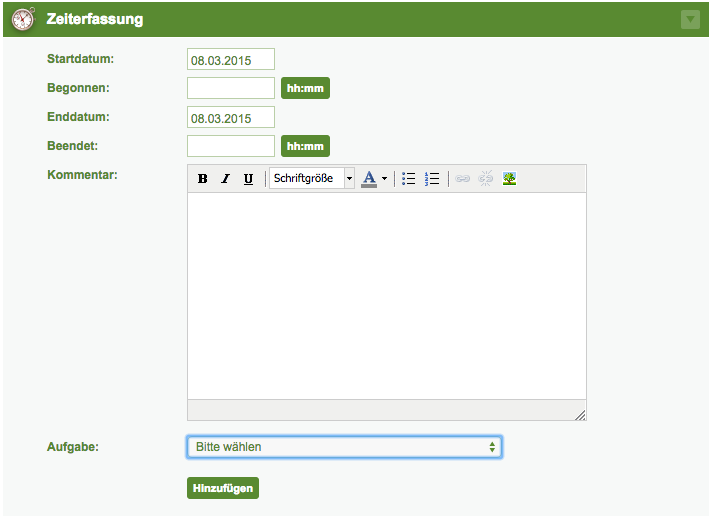 Zeiterfassung
Startdatum: 08.03.2015
Begonnen: hh:mm
Enddatum: 08.03.2015
Beendet: hh:mm
Kommentar: B I U Schriftgröße A
Aufgabe: Bitte wählen
Hinzufügen